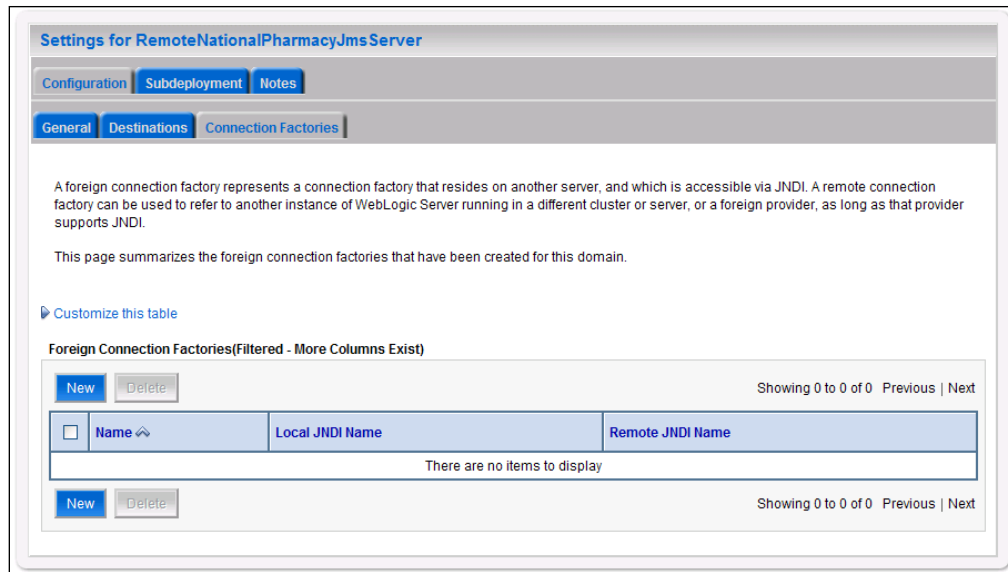 Settings for RemoteNationalPharmacyJmsServer
Configuration Subdeployment Notes
General Destinations Connection Factories
A foreign connection factory represents a connection factory that resides on another server, and which is accessible via JNDI. A remote connection
factory can be used to refer to another instance of WebLogic Server running in a different cluster or server, or a foreign provider, as long as that provider
supports JNDI.
This page summarizes the foreign connection factories that have been created for this domain.
Customize this table
Foreign Connection Factories(Filtered - More Columns Exist)
New Delete Showing 0 to 0 of 0 Previous | Next
Name Local JNDI Name Remote JNDI Name
There are no items to display
New Delete Showing 0 to 0 of 0 Previous | Next